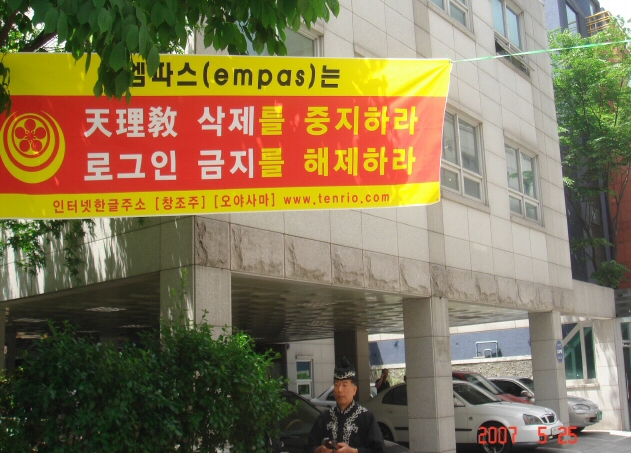 엠파스(empas)는
天理敎 삭제를 중지하라
로그인 금지를 해제하라
인터넷한글주소 [창조주] [오야사마] www.tenrio.com
2007 5 25